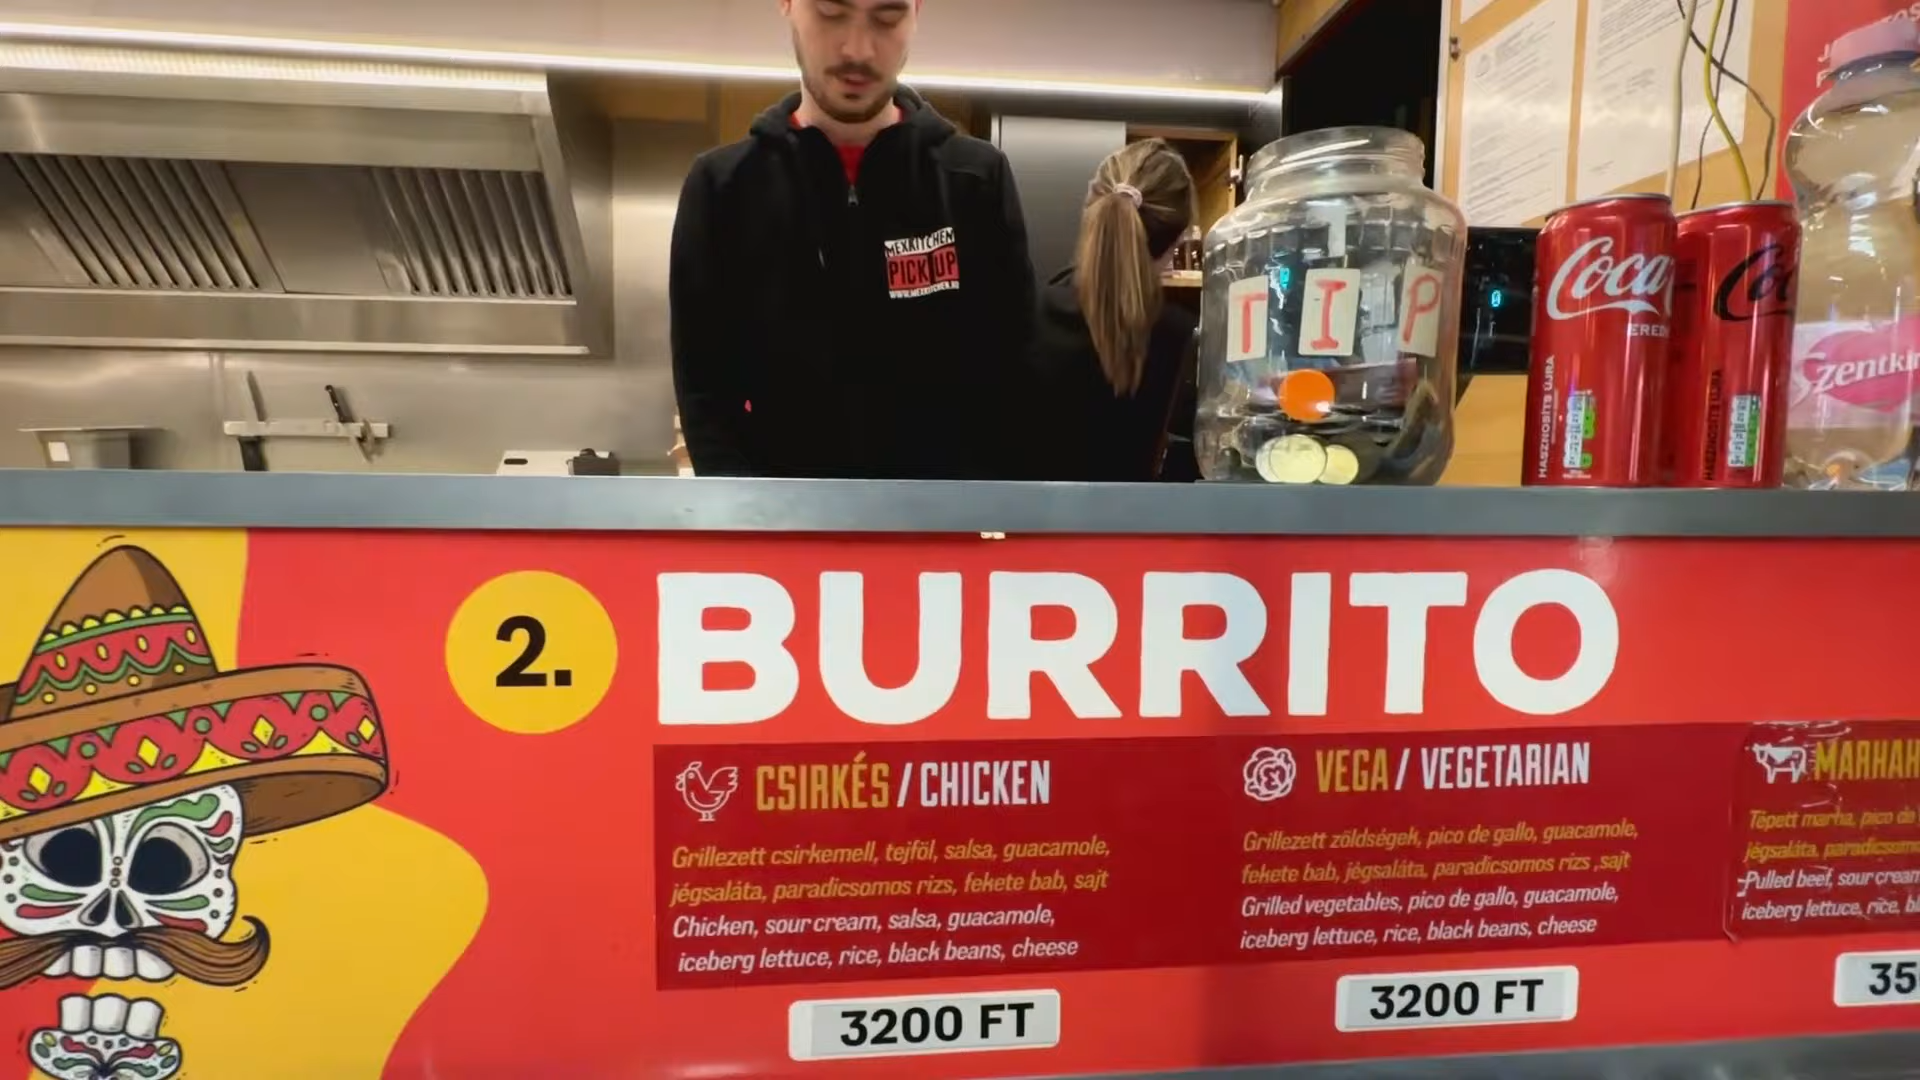 MEXKITCHEN
PICK UP
WWW.MEXKITCHEN.HU
TIP
Coca
HASZNOSÍTS ÚJRA
HASZNOSÍTS ÚJRA
2. BURRITO
CSIRKÉS / CHICKEN
Grillezett csirkemell, tejföl, salsa, guacamole,
jégsaláta, paradicsomos rizs, fekete bab, sajt
Chicken, sour cream, salsa, guacamole,
iceberg lettuce, rice, black beans, cheese
3200 FT
VEGA / VEGETARIAN
Grillezett zöldségek, pico de gallo, guacamole,
fekete bab, jégsaláta, paradicsomos rizs ,sajt
Grilled vegetables, pico de gallo, guacamole,
iceberg lettuce, rice, black beans, cheese
3200 FT
Tépett marha, pico de
jégsaláta,
Pulled beef, sour cream
iceberg lettuce, rice,